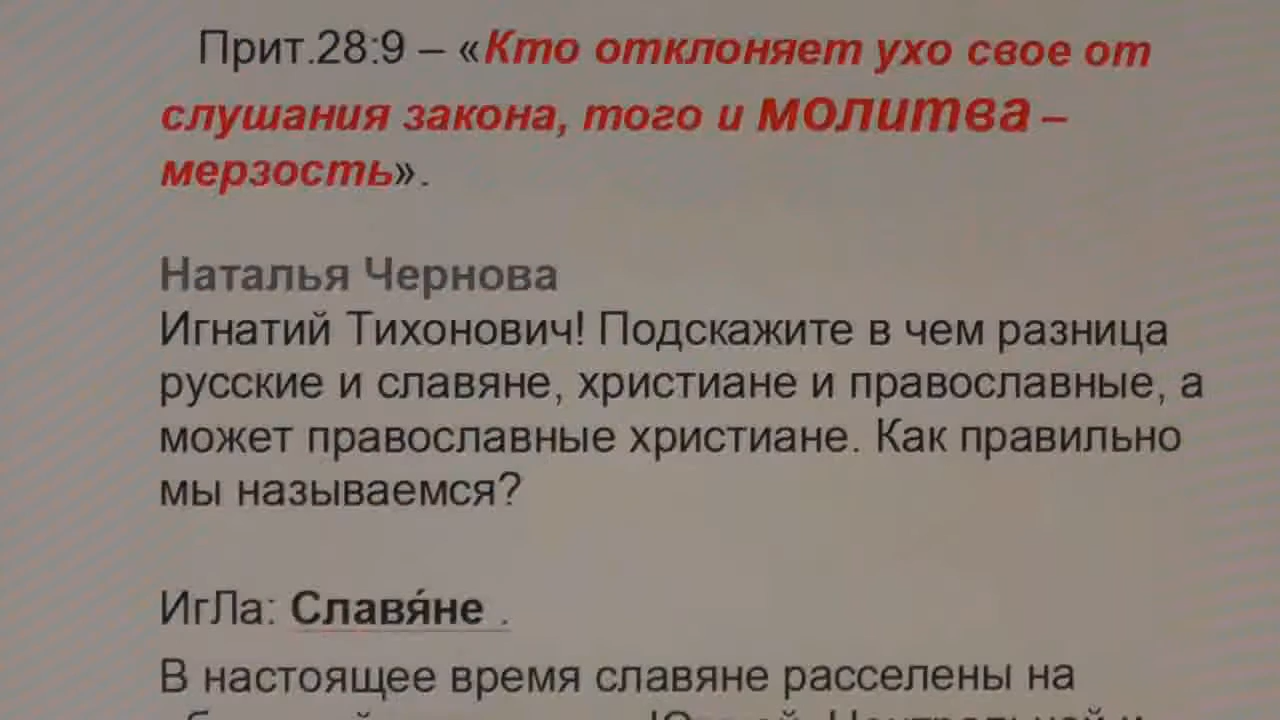 Прит.28:9 – «Кто отклоняет ухо свое от
слушания закона, того и молитва –
мерзость».
Наталья Чернова
Игнатий Тихонович! Подскажите в чем разница
русские и славяне, христиане и православные, а
может православные христиане. Как правильно
мы называемся?
ИгЛа: Славя́не .
В настоящее время славяне расселены на